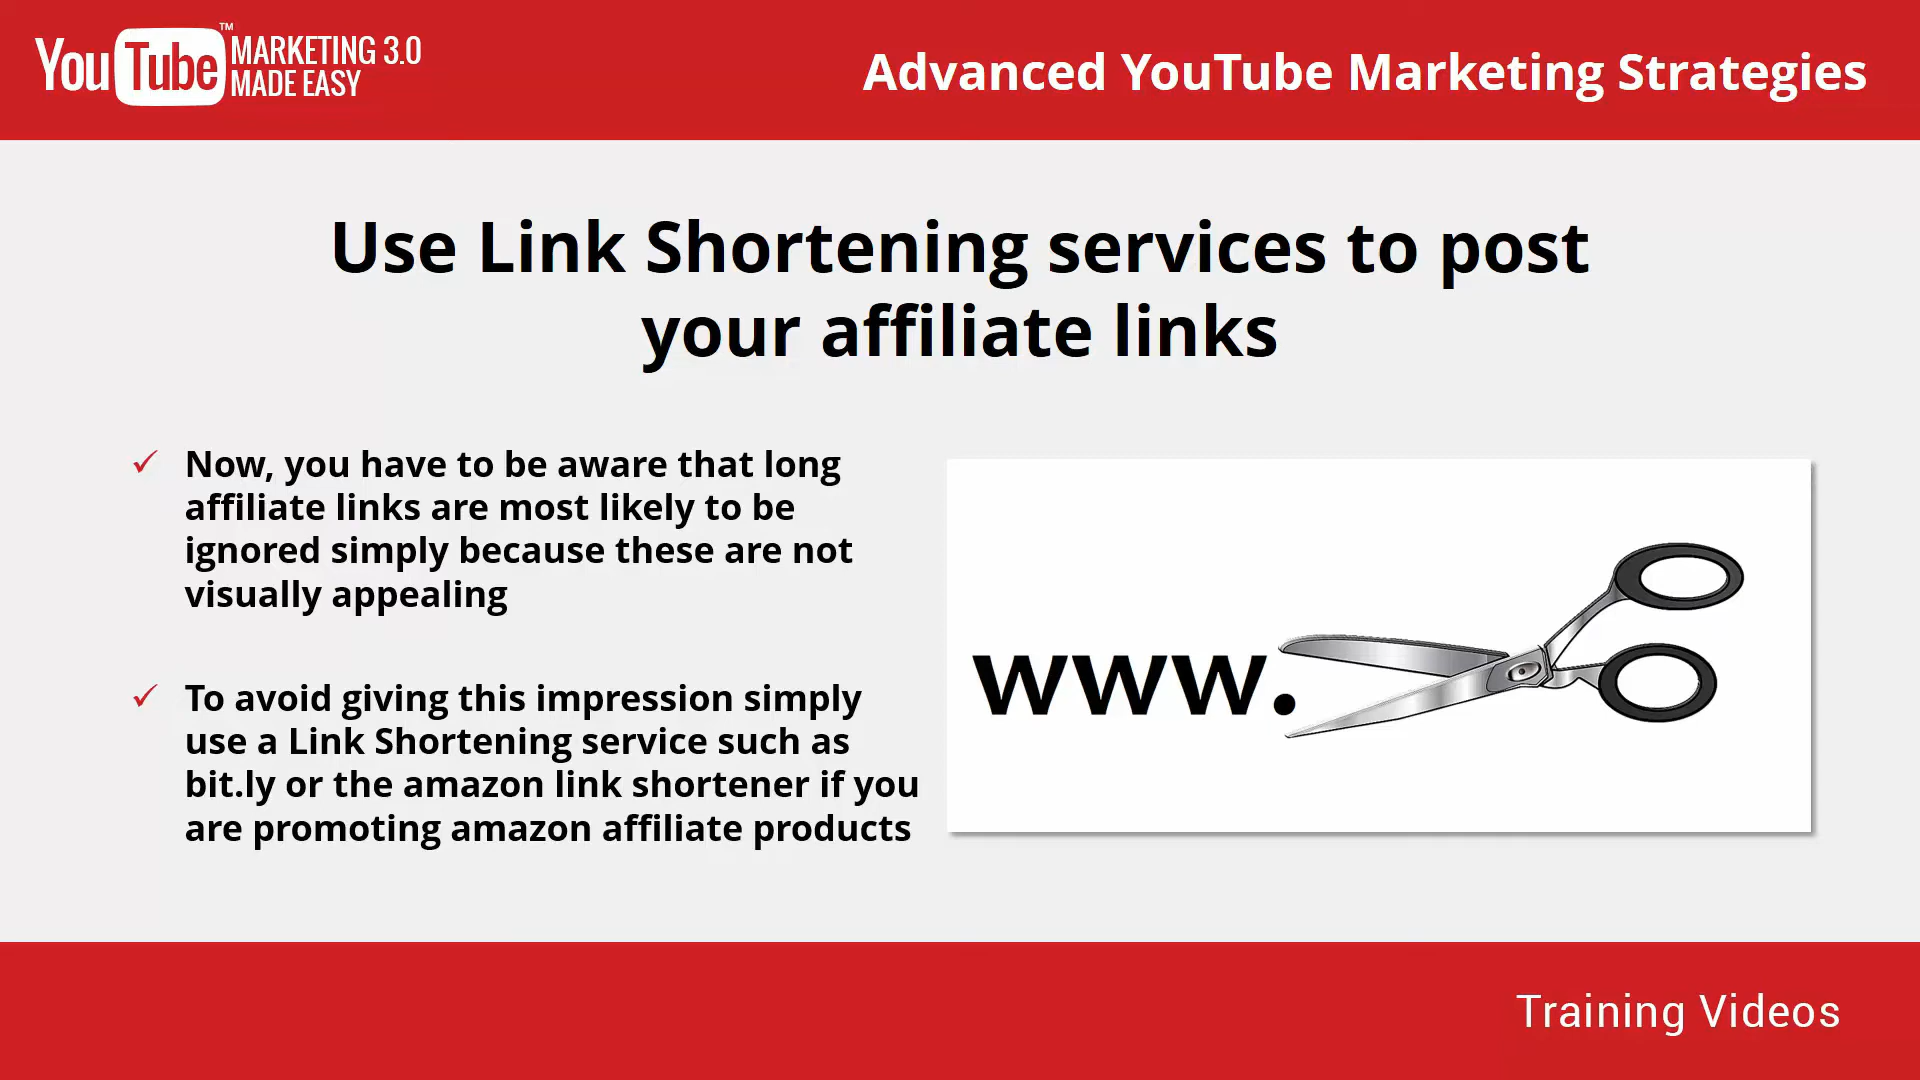 YouTube™ MARKETING 3.0
MADE EASY
Advanced YouTube Marketing Strategies
Use Link Shortening services to post
your affiliate links
✓ Now, you have to be aware that long
affiliate links are most likely to be
ignored simply because these are not
visually appealing
✓ To avoid giving this impression simply
use a Link Shortening service such as
bit.ly or the amazon link shortener if you
are promoting amazon affiliate products
www.
Training Videos